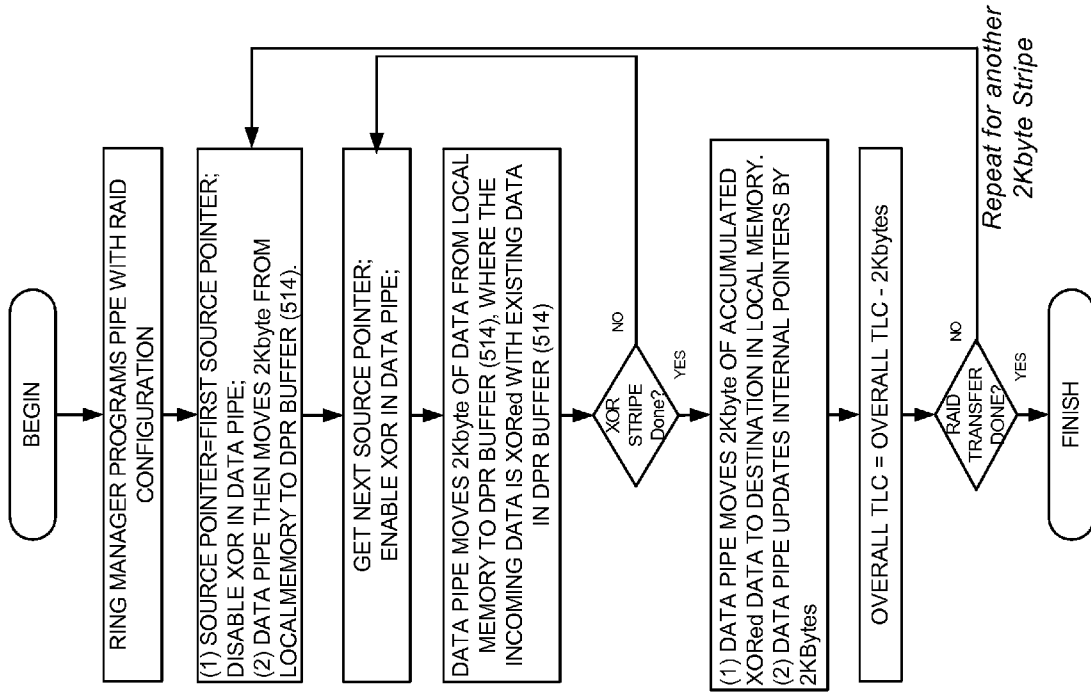 BEGIN
RING MANAGER PROGRAMS PIPE WITH RAID
CONFIGURATION
(1) SOURCE POINTER=FIRST SOURCE POINTER;
DISABLE XOR IN DATA PIPE;
(2) DATA PIPE THEN MOVES 2Kbyte FROM
LOCALMEMORY TO DPR BUFFER (514).
GET NEXT SOURCE POINTER;
ENABLE XOR IN DATA PIPE;
DATA PIPE MOVES 2Kbyte OF DATA FROM LOCAL
MEMORY TO DPR BUFFER (514), WHERE THE
INCOMING DATA IS XORed WITH EXISTING DATA
IN DPR BUFFER (514)
XOR
STRIPE
Done?
NO
YES
(1) DATA PIPE MOVES 2Kbyte OF ACCUMULATED
XORed DATA TO DESTINATION IN LOCAL MEMORY.
(2) DATA PIPE UPDATES INTERNAL POINTERS BY
2KBytes
OVERALL TLC = OVERALL TLC - 2Kbytes
RAID
TRANSFER
DONE?
NO
YES
Repeat for another
2Kbyte Stripe
FINISH